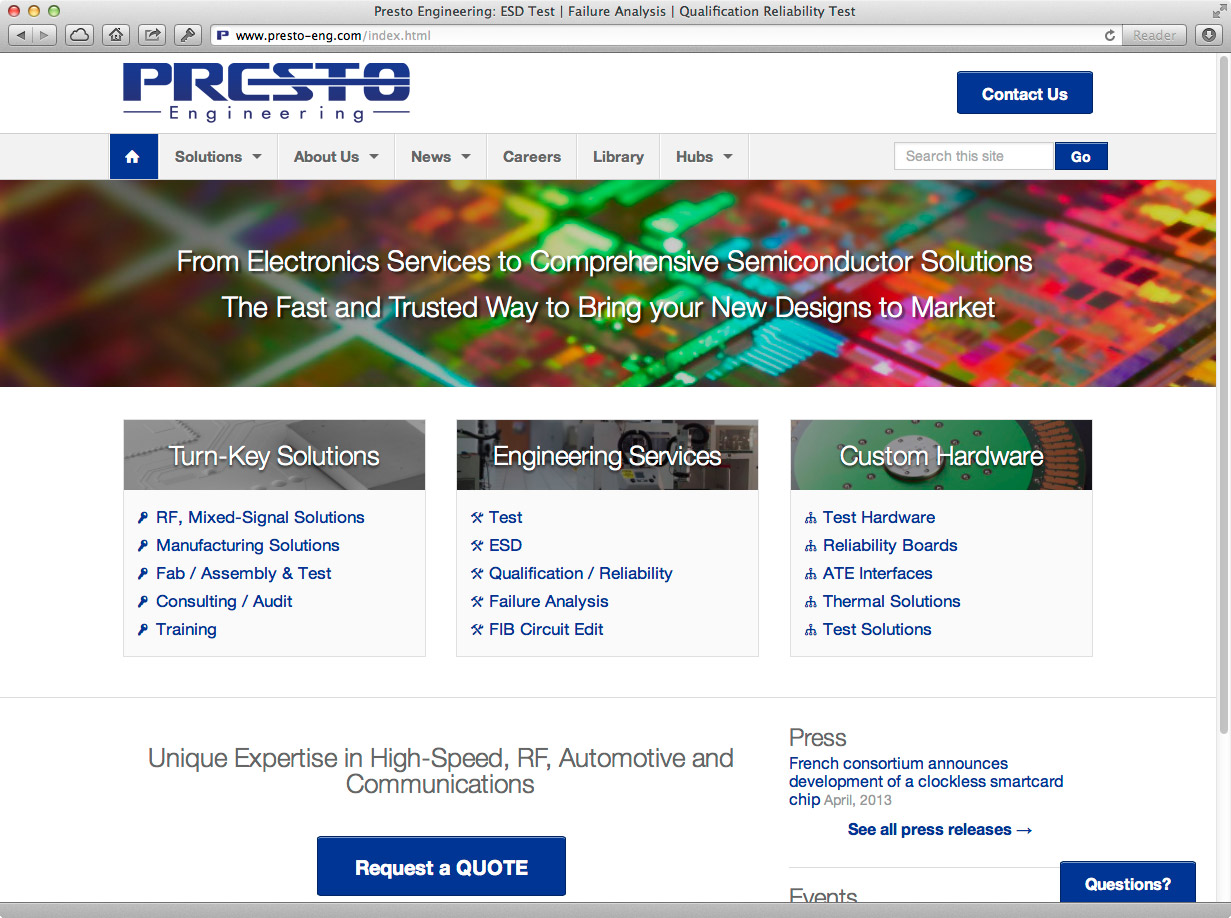 Presto Engineering: ESD Test | Failure Analysis | Qualification Reliability Test
www.presto-eng.com/index.html
Reader
PRESTO
Engineering
Contact Us
Solutions
About Us
News
Careers
Library
Hubs
Search this site
Go
From Electronics Services to Comprehensive Semiconductor Solutions
The Fast and Trusted Way to Bring your New Designs to Market
Turn-Key Solutions
RF, Mixed-Signal Solutions
Manufacturing Solutions
Fab / Assembly & Test
Consulting / Audit
Training
Engineering Services
Test
ESD
Qualification / Reliability
Failure Analysis
FIB Circuit Edit
Custom Hardware
Test Hardware
Reliability Boards
ATE Interfaces
Thermal Solutions
Test Solutions
Unique Expertise in High-Speed, RF, Automotive and
Communications
Request a QUOTE
Press
French consortium announces
development of a clockless smartcard
chip April, 2013
See all press releases →
Events
Questions?